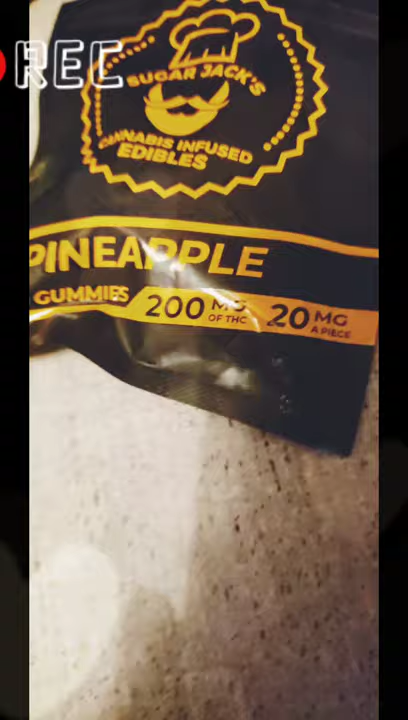 REC
SUGAR JACK'S
CANNABIS INFUSED
EDIBLES
PINEAPPLE
GUMMIES 200 MG OF THC 20 MG A PIECE